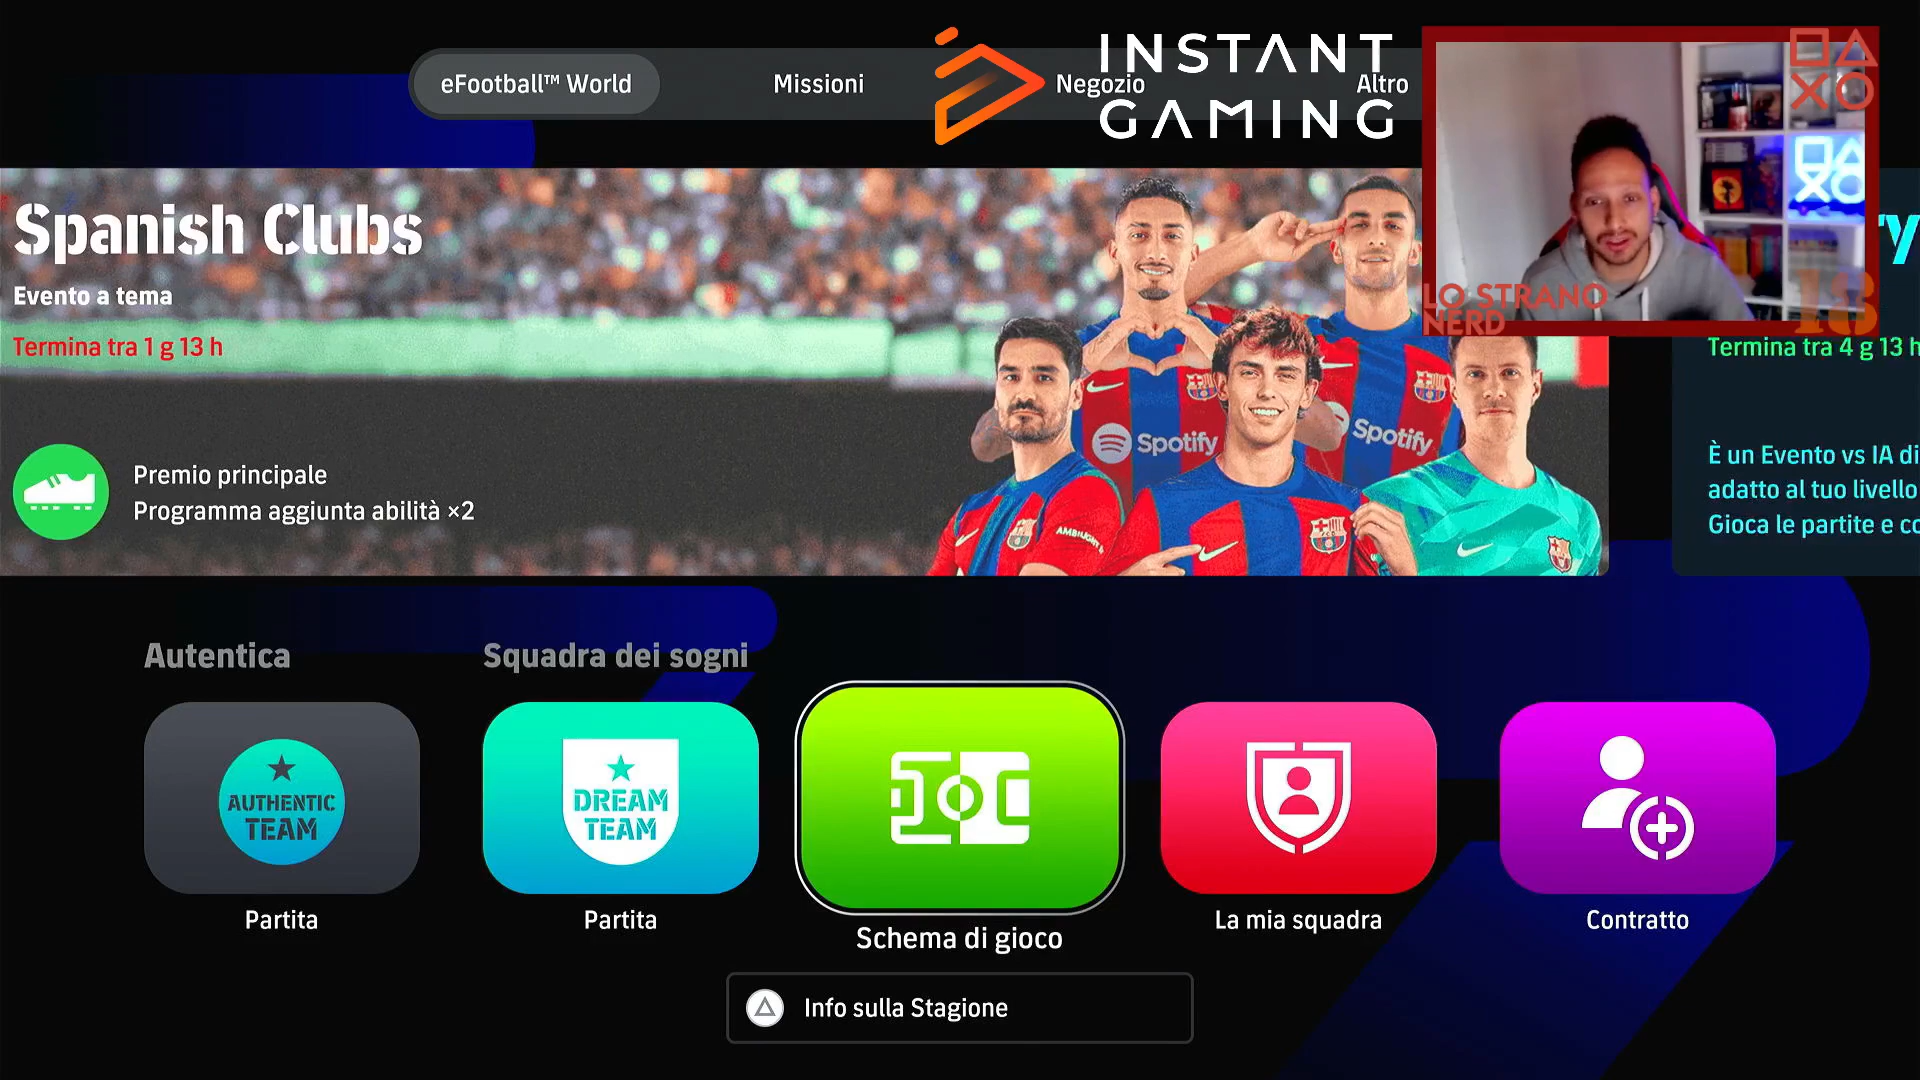 INSTANT
GAMING
eFootball™ World
Missioni
Negozio
Altro
Spanish Clubs
Evento a tema
Termina tra 1 g 13 h
Premio principale
Programma aggiunta abilità ×2
Spotify
Spotify
LO STRANO
NERD
18
Termina tra 4 g 13 h
È un Evento vs IA di
adatto al tuo livello
Gioca le partite e co
Autentica
Squadra dei sogni
AUTHENTIC
TEAM
DREAM
TEAM
Partita
Partita
Schema di gioco
La mia squadra
Contratto
Info sulla Stagione